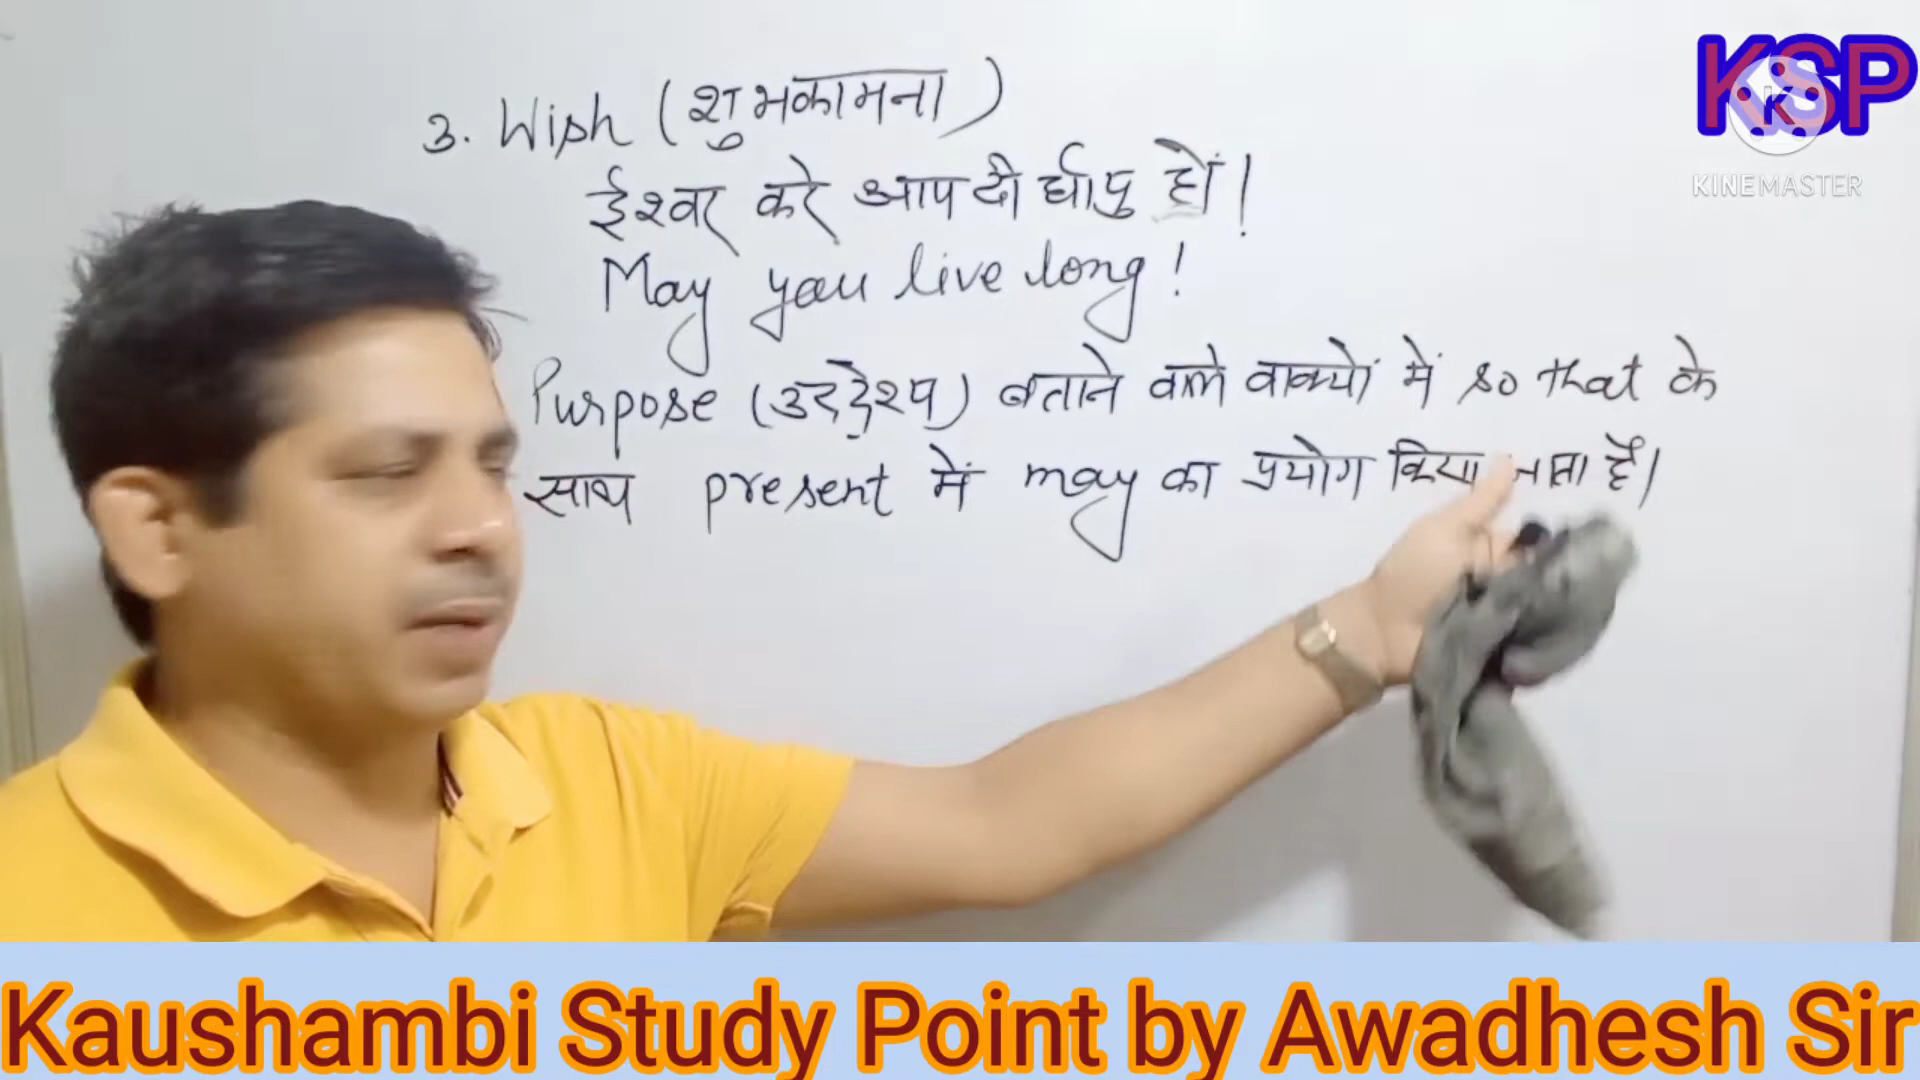 KSP
KINEMASTER
3. Wish (शुभकामना)
ईश्वर करे आप दीर्घायु हों।
May you live long!
Purpose (उद्देश्य) बताने वाले वाक्यों में so that के
साथ present में may का प्रयोग किया जाता है।
Kaushambi Study Point by Awadhesh Sir